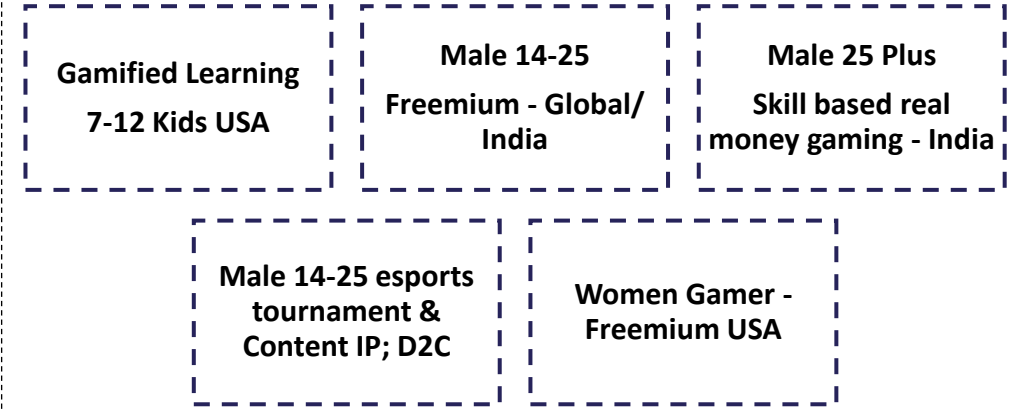 Gamified Learning
7-12 Kids USA
Male 14-25
Freemium - Global/
India
Male 25 Plus
Skill based real
money gaming - India
Male 14-25 esports
tournament &
Content IP; D2C
Women Gamer -
Freemium USA